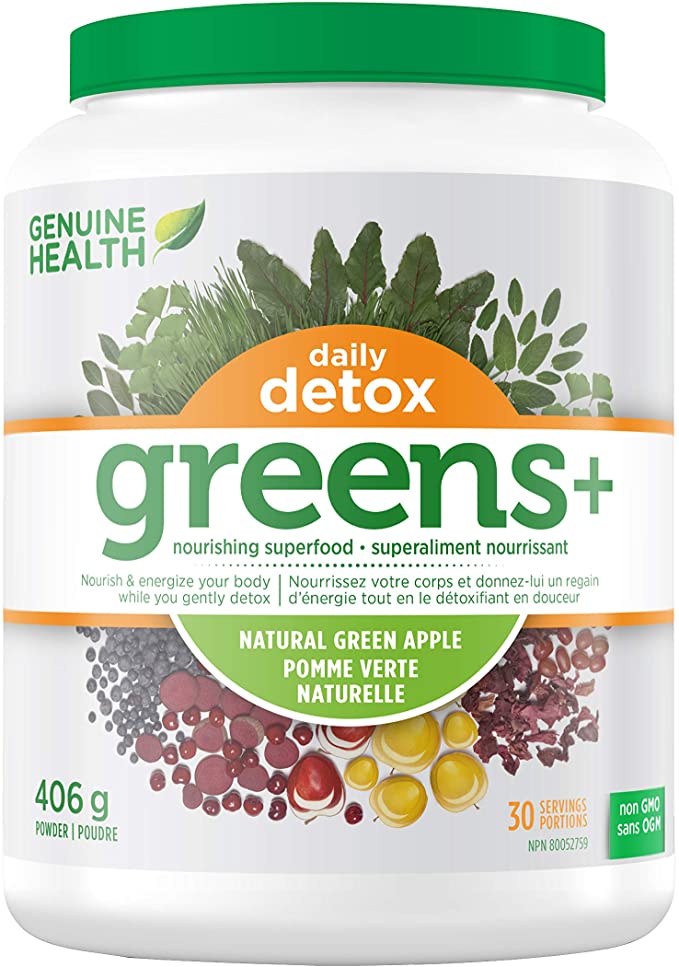 GENUINE
HEALTH
daily
detox
greens+
nourishing superfood • superaliment nourrissant
Nourish & energize your body
while you gently detox
Nourrissez votre corps et donnez-lui un regain
d'énergie tout en le détoxifiant en douceur
NATURAL GREEN APPLE
POMME VERTE
NATURELLE
406 g
POWDER | POUDRE
30 SERVINGS
PORTIONS
NPN 80052759
non GMO
sans OGM